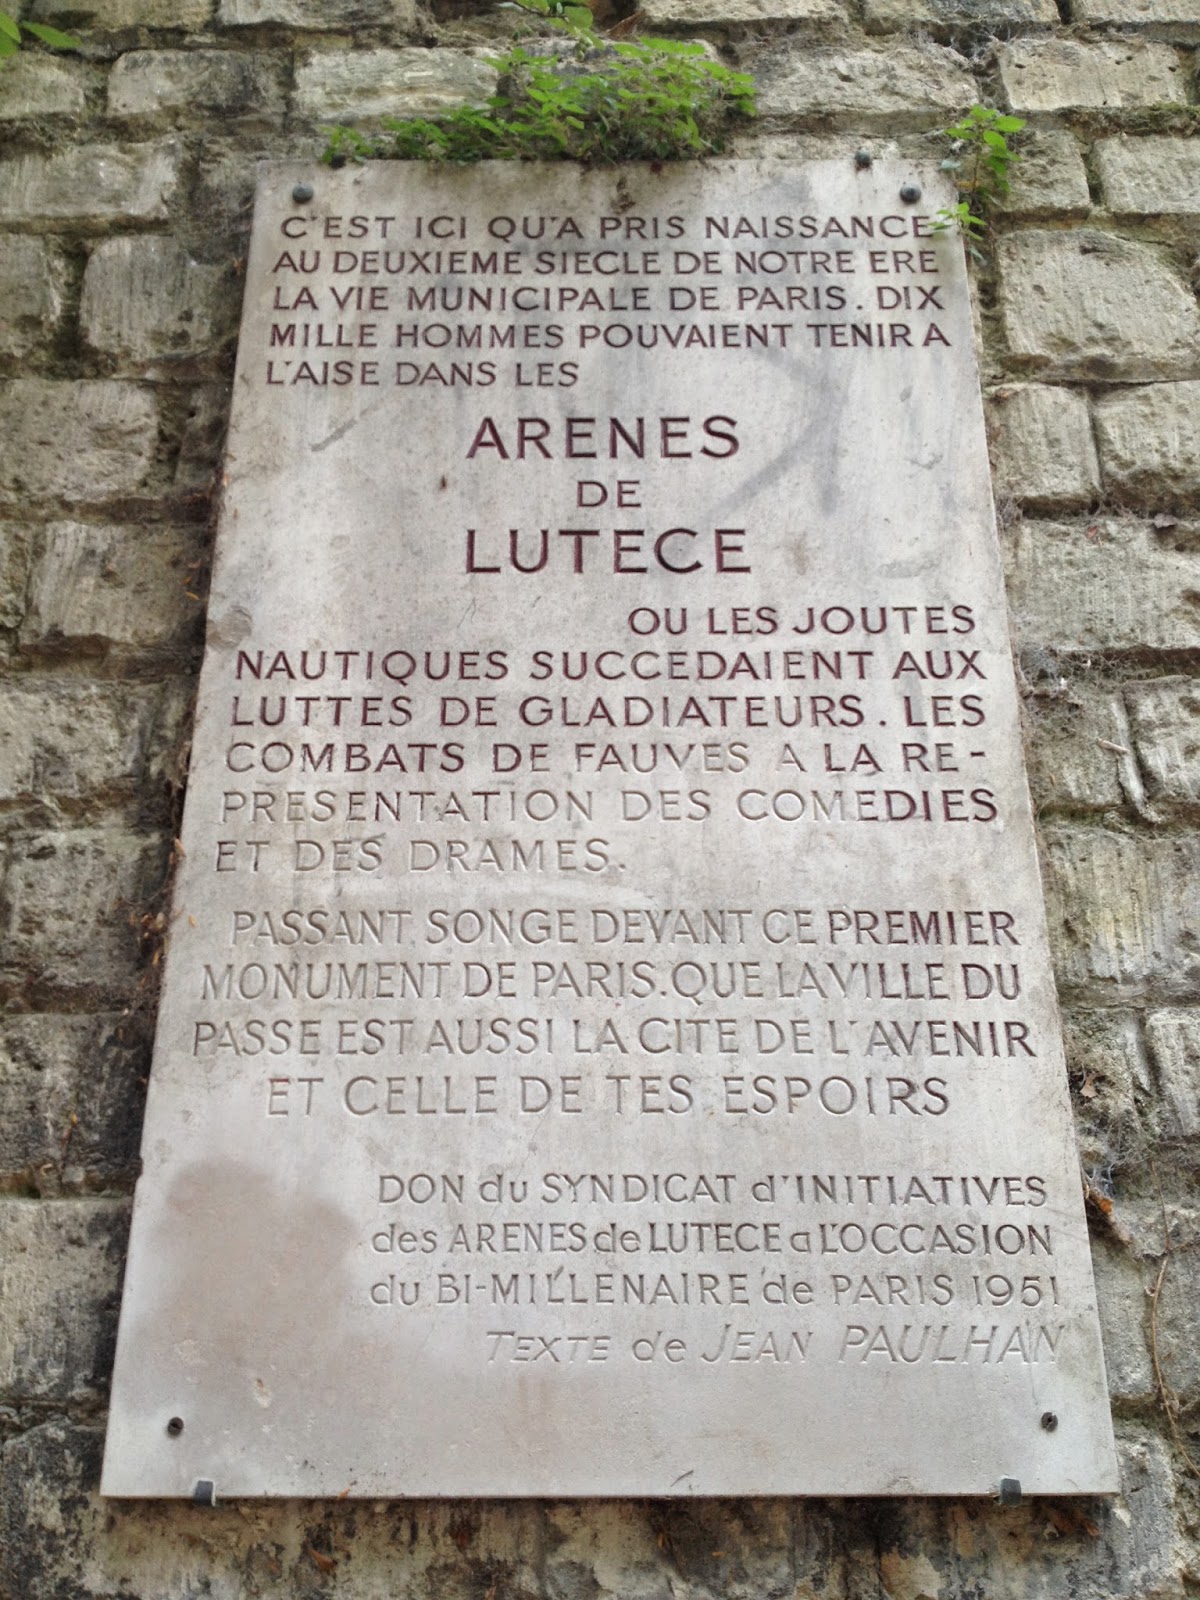 C'EST ICI QU'A PRIS NAISSANCE
AU DEUXIEME SIECLE DE NOTRE ERE
LA VIE MUNICIPALE DE PARIS. DIX
MILLE HOMMES POUVAIENT TENIR A
L'AISE DANS LES
ARENES
DE
LUTECE
OU LES JOUTES
NAUTIQUES SUCCEDAIENT AUX
LUTTES DE GLADIATEURS. LES
COMBATS DE FAUVES A LA RE-
PRESENTATION DES COMEDIES
ET DES DRAMES.
PASSANT SONGE DEVANT CE PREMIER
MONUMENT DE PARIS. QUE LA VILLE DU
PASSE EST AUSSI LA CITE DE L'AVENIR
ET CELLE DE TES ESPOIRS
DON du SYNDICAT d'INITIATIVES
des ARENES de LUTECE a L'OCCASION
du BI-MILLENAIRE de PARIS 1951
TEXTE de JEAN PAULHAN